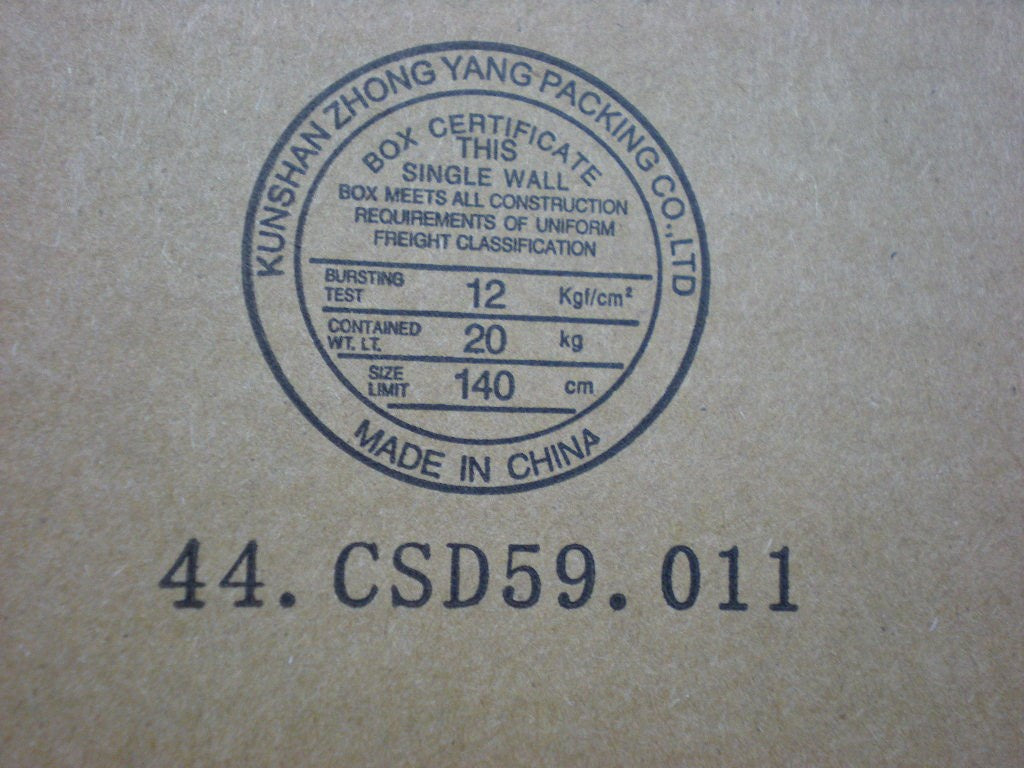 KUNSHAN ZHONG YANG PACKING CO.,LTD
BOX CERTIFICATE
THIS
SINGLE WALL
BOX MEETS ALL CONSTRUCTION
REQUIREMENTS OF UNIFORM
FREIGHT CLASSIFICATION
BURSTING
TEST 12 Kgf/cm²
CONTAINED
WT. LT. 20 kg
SIZE
LIMIT 140 cm
MADE IN CHINA
44.CSD59.011